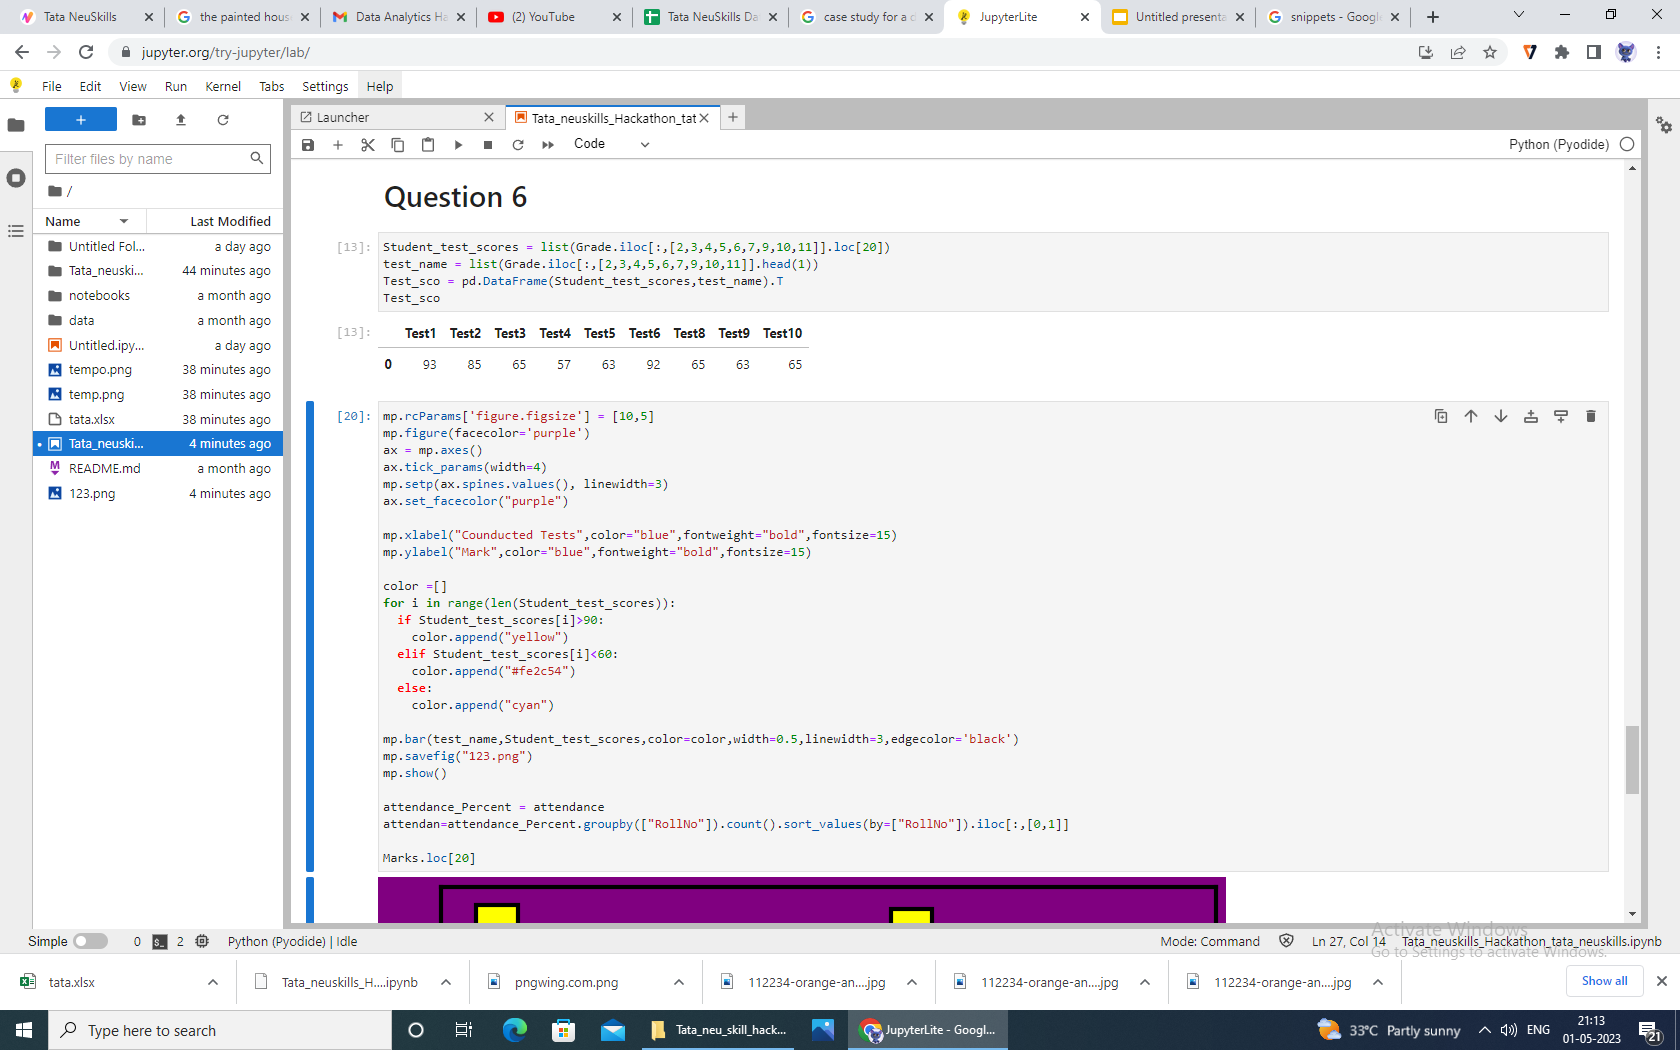 Tata NeuSkills
the painted hous
Data Analytics Ha
(2) YouTube
Tata NeuSkills Da
case study for a d
JupyterLite
Untitled presenta
snippets - Google
jupyter.org/try-jupyter/lab/
File Edit View Run Kernel Tabs Settings Help
Launcher
Tata_neuskills_Hackathon_tat
Filter files by name
Code
Python (Pyodide)
/
Name Last Modified
Untitled Fol... a day ago
Tata_neuski... 44 minutes ago
notebooks a month ago
data a month ago
Untitled.ipy... a day ago
tempo.png 38 minutes ago
temp.png 38 minutes ago
tata.xlsx 38 minutes ago
Tata_neuski... 4 minutes ago
README.md a month ago
123.png 4 minutes ago
Question 6
[13]:
Student_test_scores = list(Grade.iloc[:,[2,3,4,5,6,7,9,10,11]].loc[20])
test_name = list(Grade.iloc[:,[2,3,4,5,6,7,9,10,11]].head(1))
Test_sco = pd.DataFrame(Student_test_scores,test_name).T
Test_sco
[13]:
Test1 Test2 Test3 Test4 Test5 Test6 Test8 Test9 Test10
0 93 85 65 57 63 92 65 63 65
[20]:
mp.rcParams['figure.figsize'] = [10,5]
mp.figure(facecolor='purple')
ax = mp.axes()
ax.tick_params(width=4)
mp.setp(ax.spines.values(), linewidth=3)
ax.set_facecolor("purple")
mp.xlabel("Counducted Tests",color="blue",fontweight="bold",fontsize=15)
mp.ylabel("Mark",color="blue",fontweight="bold",fontsize=15)
color =[]
for i in range(len(Student_test_scores)):
if Student_test_scores[i]>90:
color.append("yellow")
elif Student_test_scores[i]<60:
color.append("#fe2c54")
else:
color.append("cyan")
mp.bar(test_name,Student_test_scores,color=color,width=0.5,linewidth=3,edgecolor='black')
mp.savefig("123.png")
mp.show()
attendance_Percent = attendance
attendan=attendance_Percent.groupby(["RollNo"]).count().sort_values(by=["RollNo"]).iloc[:,[0,1]]
Marks.loc[20]
Activate Windows
Go to Settings to activate Windows.
Simple 0 2 Python (Pyodide) | Idle
Mode: Command Ln 27, Col 14 Tata_neuskills_Hackathon_tata_neuskills.ipynb
tata.xlsx
Tata_neuskills_H....ipynb
pngwing.com.png
112234-orange-an....jpg
112234-orange-an....jpg
112234-orange-an....jpg
Show all
Type here to search
Tata_neu_skill_hack...
JupyterLite - Googl...
33°C Partly sunny
ENG
21:13
01-05-2023
21